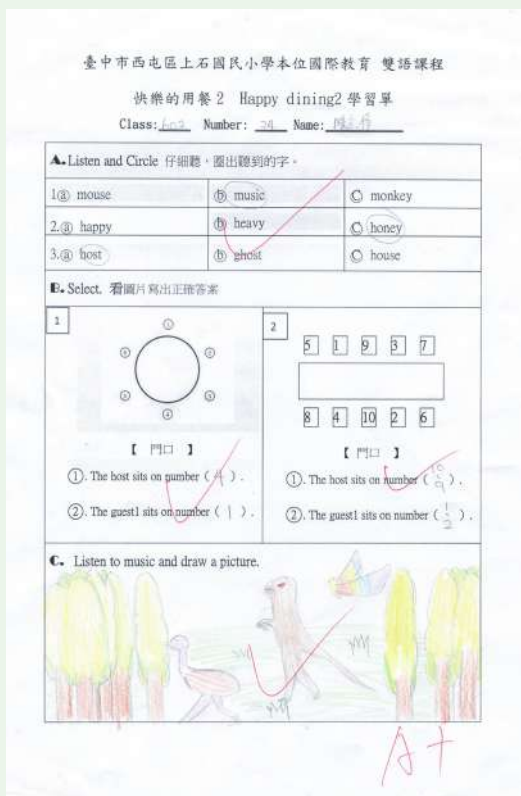 臺中市西屯區上石國民小學本位國際教育 雙語課程
快樂的用餐 2 Happy dining2 學習單
Class: 602 Number: 24 Name:
A. Listen and Circle 仔細聽,圈出聽到的字。
1ⓐ mouse ⓑ music Ⓒ monkey
2.ⓐ happy ⓑ heavy Ⓒ honey
3.ⓐ host ⓑ ghost Ⓒ house
B. Select. 看圖片寫出正確答案
1
① 
⑥ ②
⑤ ③
④
【 門口 】
①. The host sits on number ( 4 ).
②. The guest1 sits on number ( 1 ).
2
5 1 9 3 7
8 4 10 2 6
【 門口 】
①. The host sits on number ( 10 9 ).
②. The guest1 sits on number ( 1 2 ).
C. Listen to music and draw a picture.
A+